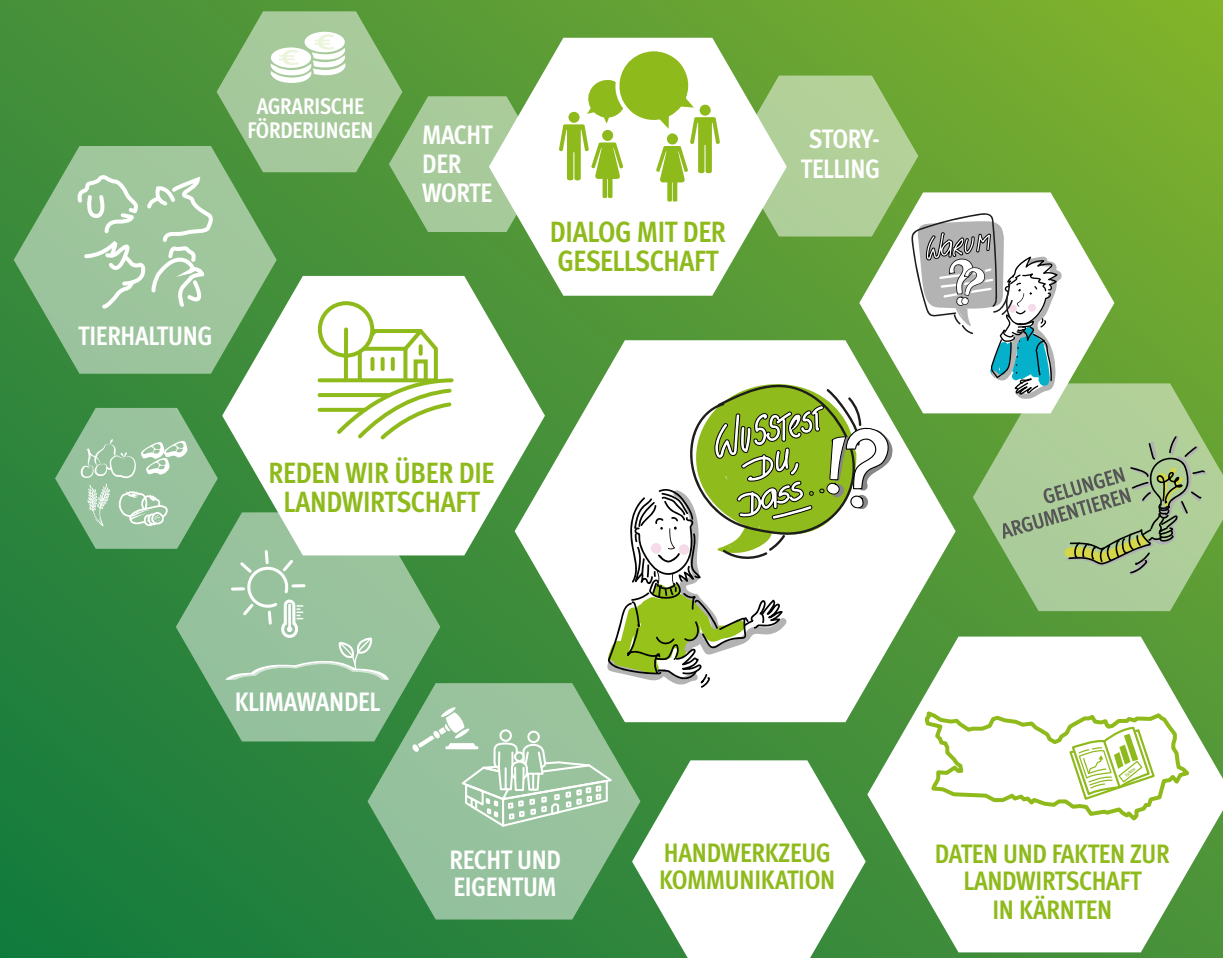 AGRARISCHE
FÖRDERUNGEN
MACHT
DER
WORTE
DIALOG MIT DER
GESELLSCHAFT
STORY-
TELLING
TIERHALTUNG
WARUM
??
REDEN WIR ÜBER DIE
LANDWIRTSCHAFT
WUSSTEST
DU,
DASS..!?
GELUNGEN
ARGUMENTIEREN
KLIMAWANDEL
RECHT UND
EIGENTUM
HANDWERKZEUG
KOMMUNIKATION
DATEN UND FAKTEN ZUR
LANDWIRTSCHAFT
IN KÄRNTEN